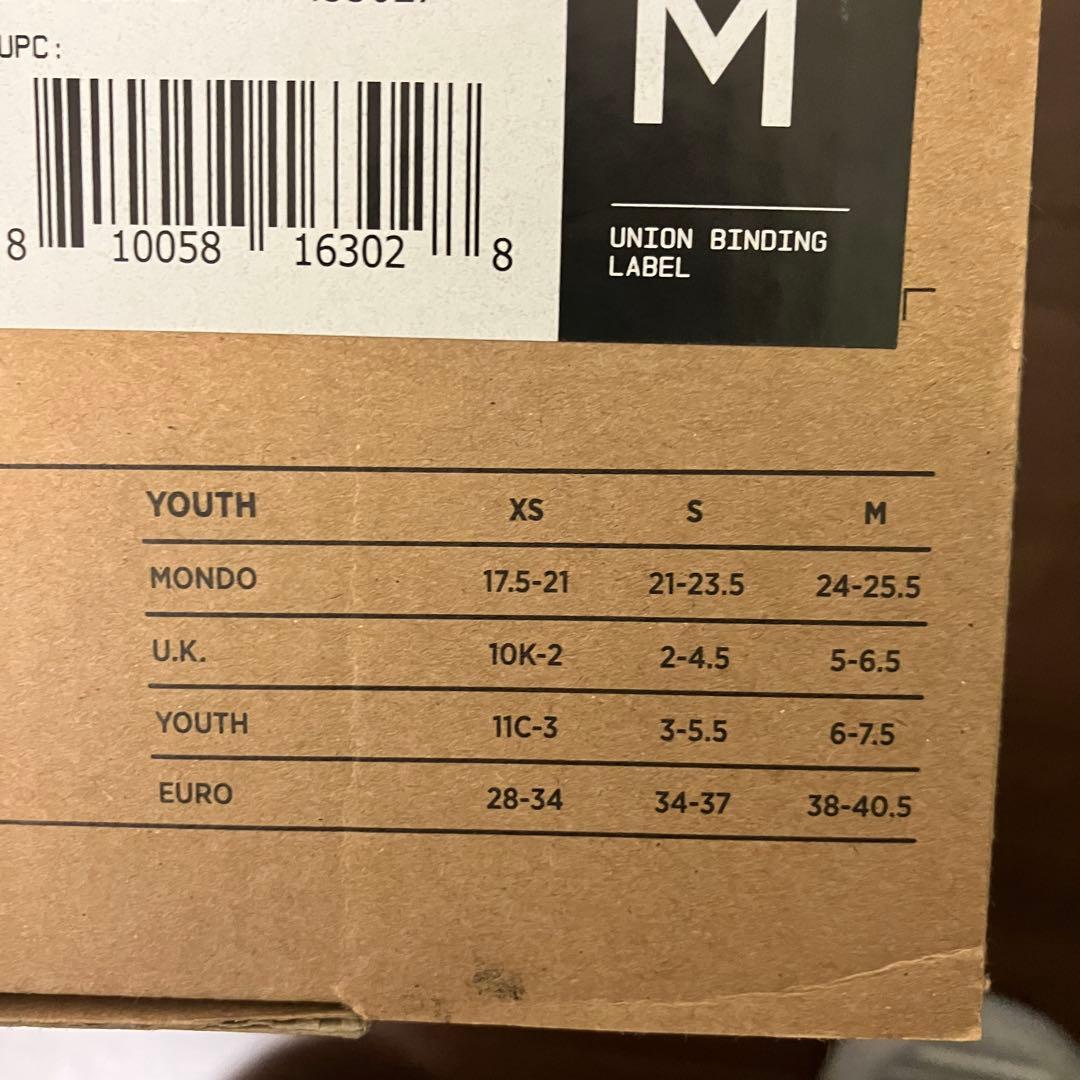 UPC:
8 10058 16302 8
M
UNION BINDING
LABEL
YOUTH XS S M
MONDO 17.5-21 21-23.5 24-25.5
U.K. 10K-2 2-4.5 5-6.5
YOUTH 11C-3 3-5.5 6-7.5
EURO 28-34 34-37 38-40.5